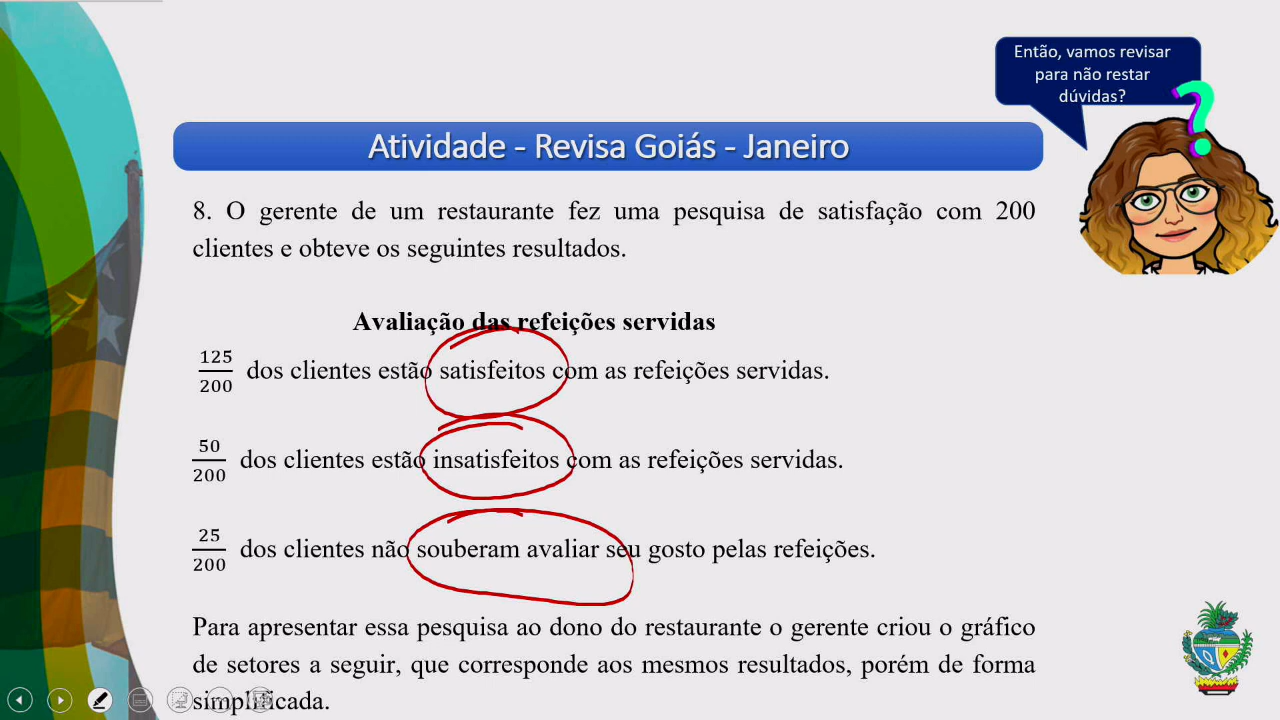 Então, vamos revisar
para não restar
dúvidas?
Atividade - Revisa Goiás - Janeiro
8. O gerente de um restaurante fez uma pesquisa de satisfação com 200
clientes e obteve os seguintes resultados.
Avaliação das refeições servidas
125/200 dos clientes estão satisfeitos com as refeições servidas.
50/200 dos clientes estão insatisfeitos com as refeições servidas.
25/200 dos clientes não souberam avaliar seu gosto pelas refeições.
Para apresentar essa pesquisa ao dono do restaurante o gerente criou o gráfico
de setores a seguir, que corresponde aos mesmos resultados, porém de forma
simplificada.